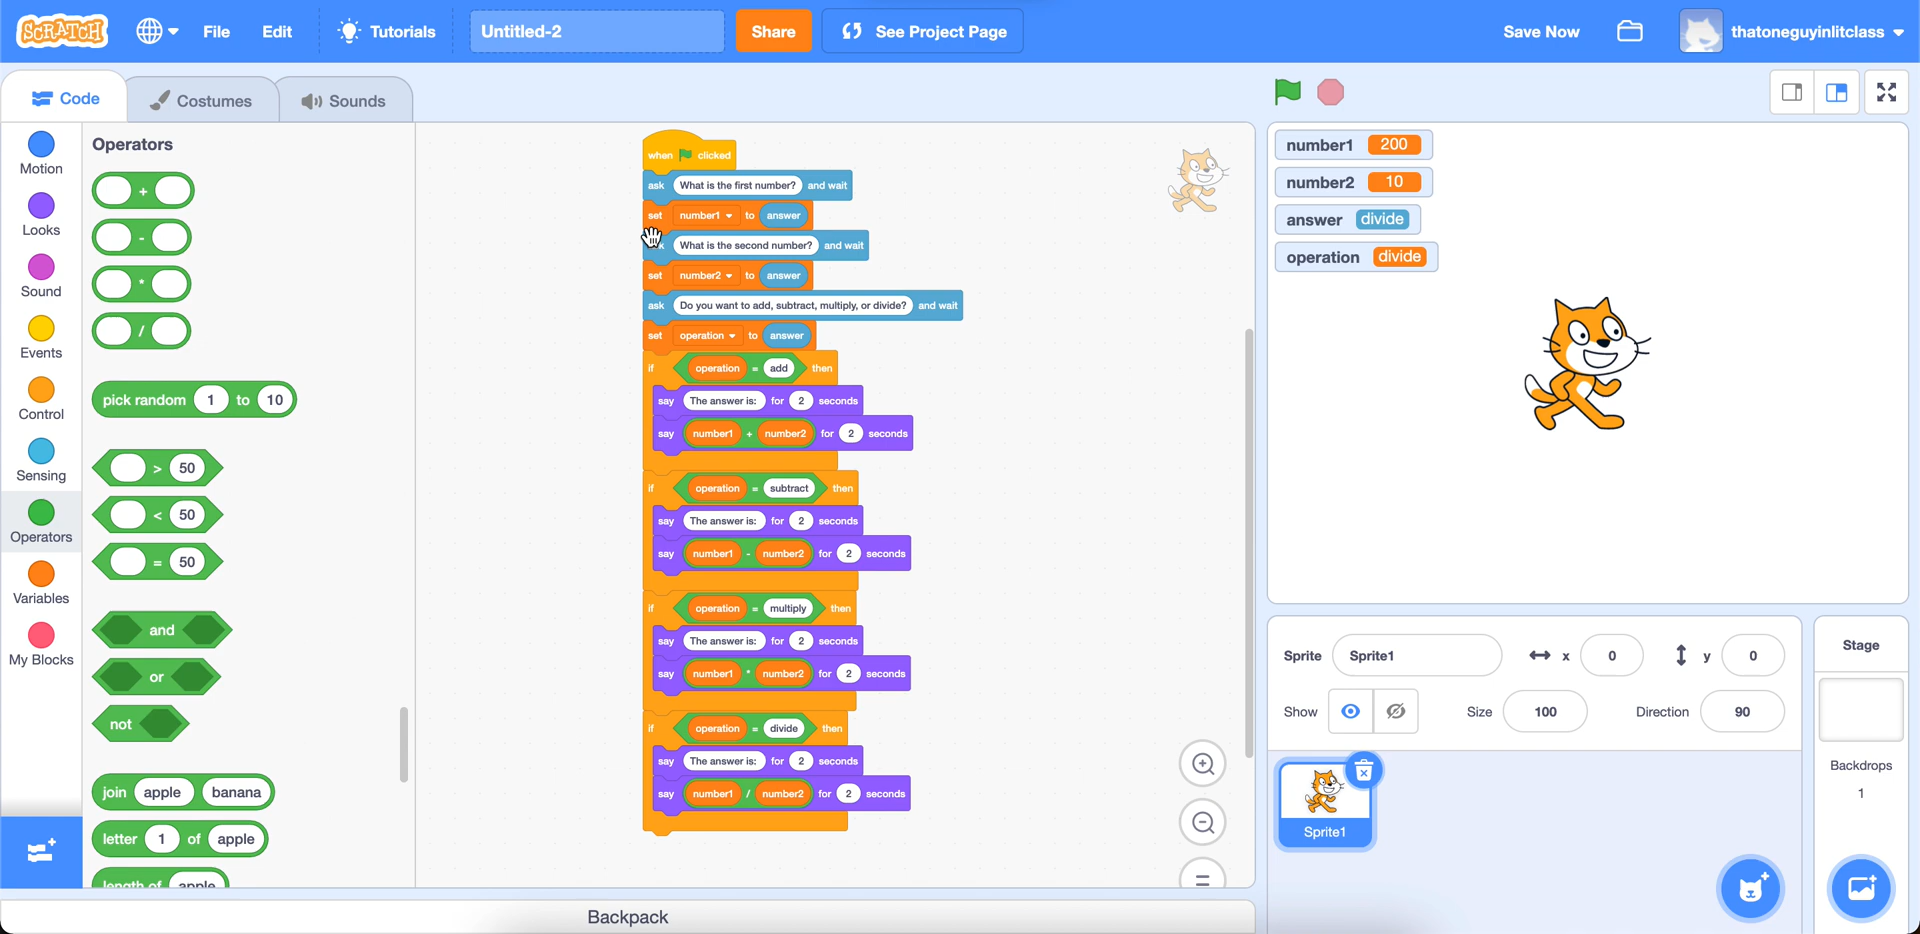 SCRATCH
File
Edit
Tutorials
Untitled-2
Share
See Project Page
Save Now
thatoneguyinlitclass
Code
Costumes
Sounds
Motion
Looks
Sound
Events
Control
Sensing
Operators
Variables
My Blocks
Operators
+
-
*
/
pick random 1 to 10
> 50
< 50
= 50
and
or
not
join apple banana
letter 1 of apple
length of apple
when clicked
ask What is the first number? and wait
set number1 to answer
What is the second number? and wait
set number2 to answer
ask Do you want to add, subtract, multiply, or divide? and wait
set operation to answer
if operation = add then
say The answer is: for 2 seconds
say number1 + number2 for 2 seconds
if operation = subtract then
say The answer is: for 2 seconds
say number1 - number2 for 2 seconds
if operation = multiply then
say The answer is: for 2 seconds
say number1 * number2 for 2 seconds
if operation = divide then
say The answer is: for 2 seconds
say number1 / number2 for 2 seconds
Backpack
number1 200
number2 10
answer divide
operation divide
Sprite Sprite1 x 0 y 0
Show Size 100 Direction 90
Sprite1
Stage
Backdrops
1